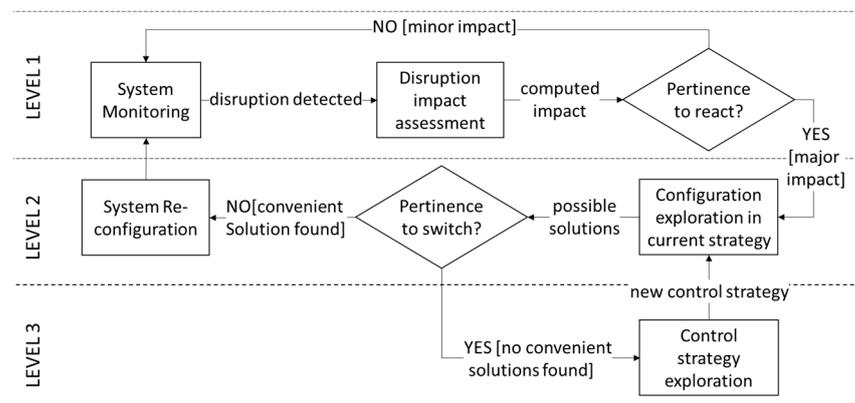 NO [minor impact]
LEVEL 1
System
Monitoring
disruption detected
Disruption
impact
assessment
computed
impact
Pertinence
to react?
YES
[major
impact]
LEVEL 2
System Re-
configuration
NO[convenient
Solution found]
Pertinence
to switch?
possible
solutions
Configuration
exploration in
current strategy
new control strategy
LEVEL 3
YES [no convenient
solutions found]
Control
strategy
exploration